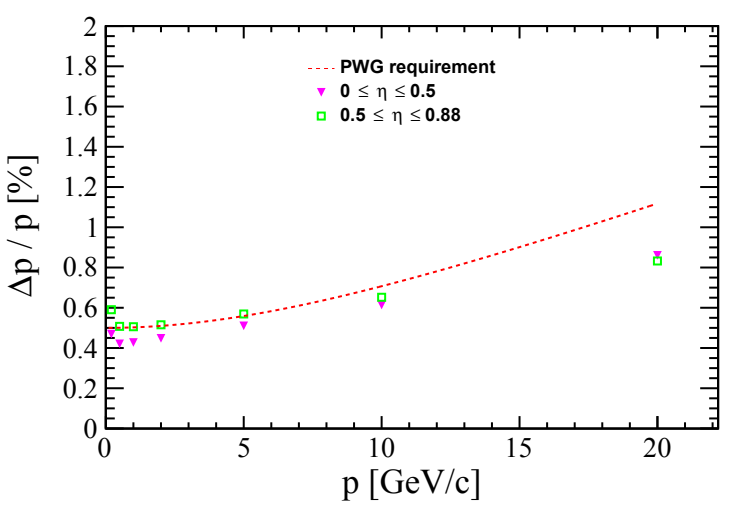 2
1.8
1.6
1.4
1.2
1
0.8
0.6
0.4
0.2
0
Δp / p [%]
PWG requirement
0 ≤ η ≤ 0.5
0.5 ≤ η ≤ 0.88
0 5 10 15 20
p [GeV/c]